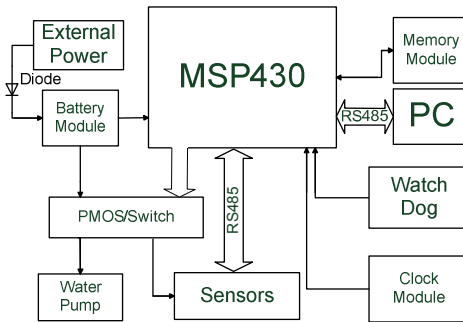 External
Power
Diode
Battery
Module
MSP430
Memory
Module
RS485
PC
PMOS/Switch
RS485
Watch
Dog
Water
Pump
Sensors
Clock
Module